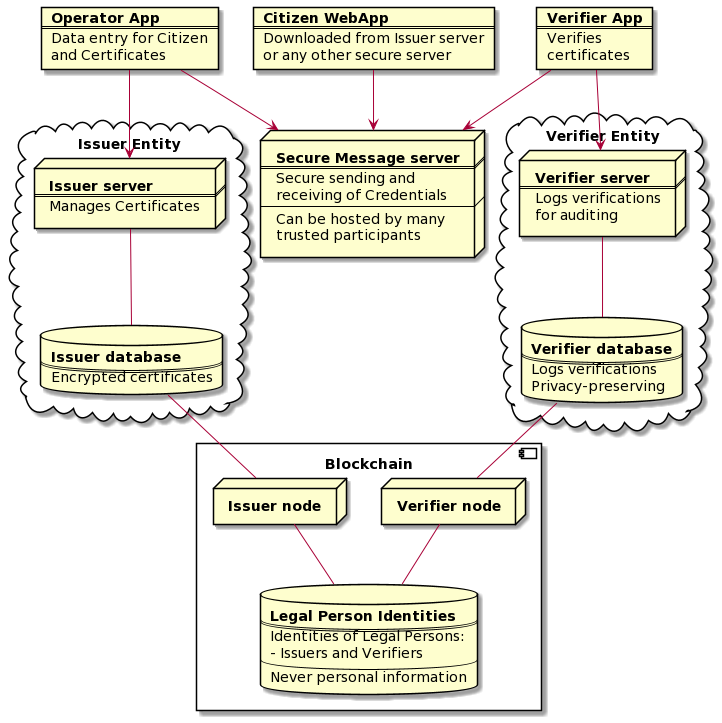 Operator App
Data entry for Citizen
and Certificates
Citizen WebApp
Downloaded from Issuer server
or any other secure server
Verifier App
Verifies
certificates
Issuer Entity
Issuer server
Manages Certificates
Secure Message server
Secure sending and
receiving of Credentials
Can be hosted by many
trusted participants
Verifier Entity
Verifier server
Logs verifications
for auditing
Issuer database
Encrypted certificates
Verifier database
Logs verifications
Privacy-preserving
Blockchain
Issuer node
Verifier node
Legal Person Identities
Identities of Legal Persons:
- Issuers and Verifiers
Never personal information